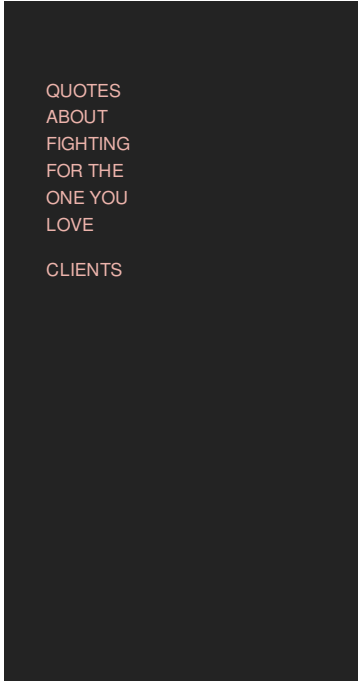 QUOTES
ABOUT
FIGHTING
FOR THE
ONE YOU
LOVE
CLIENTS